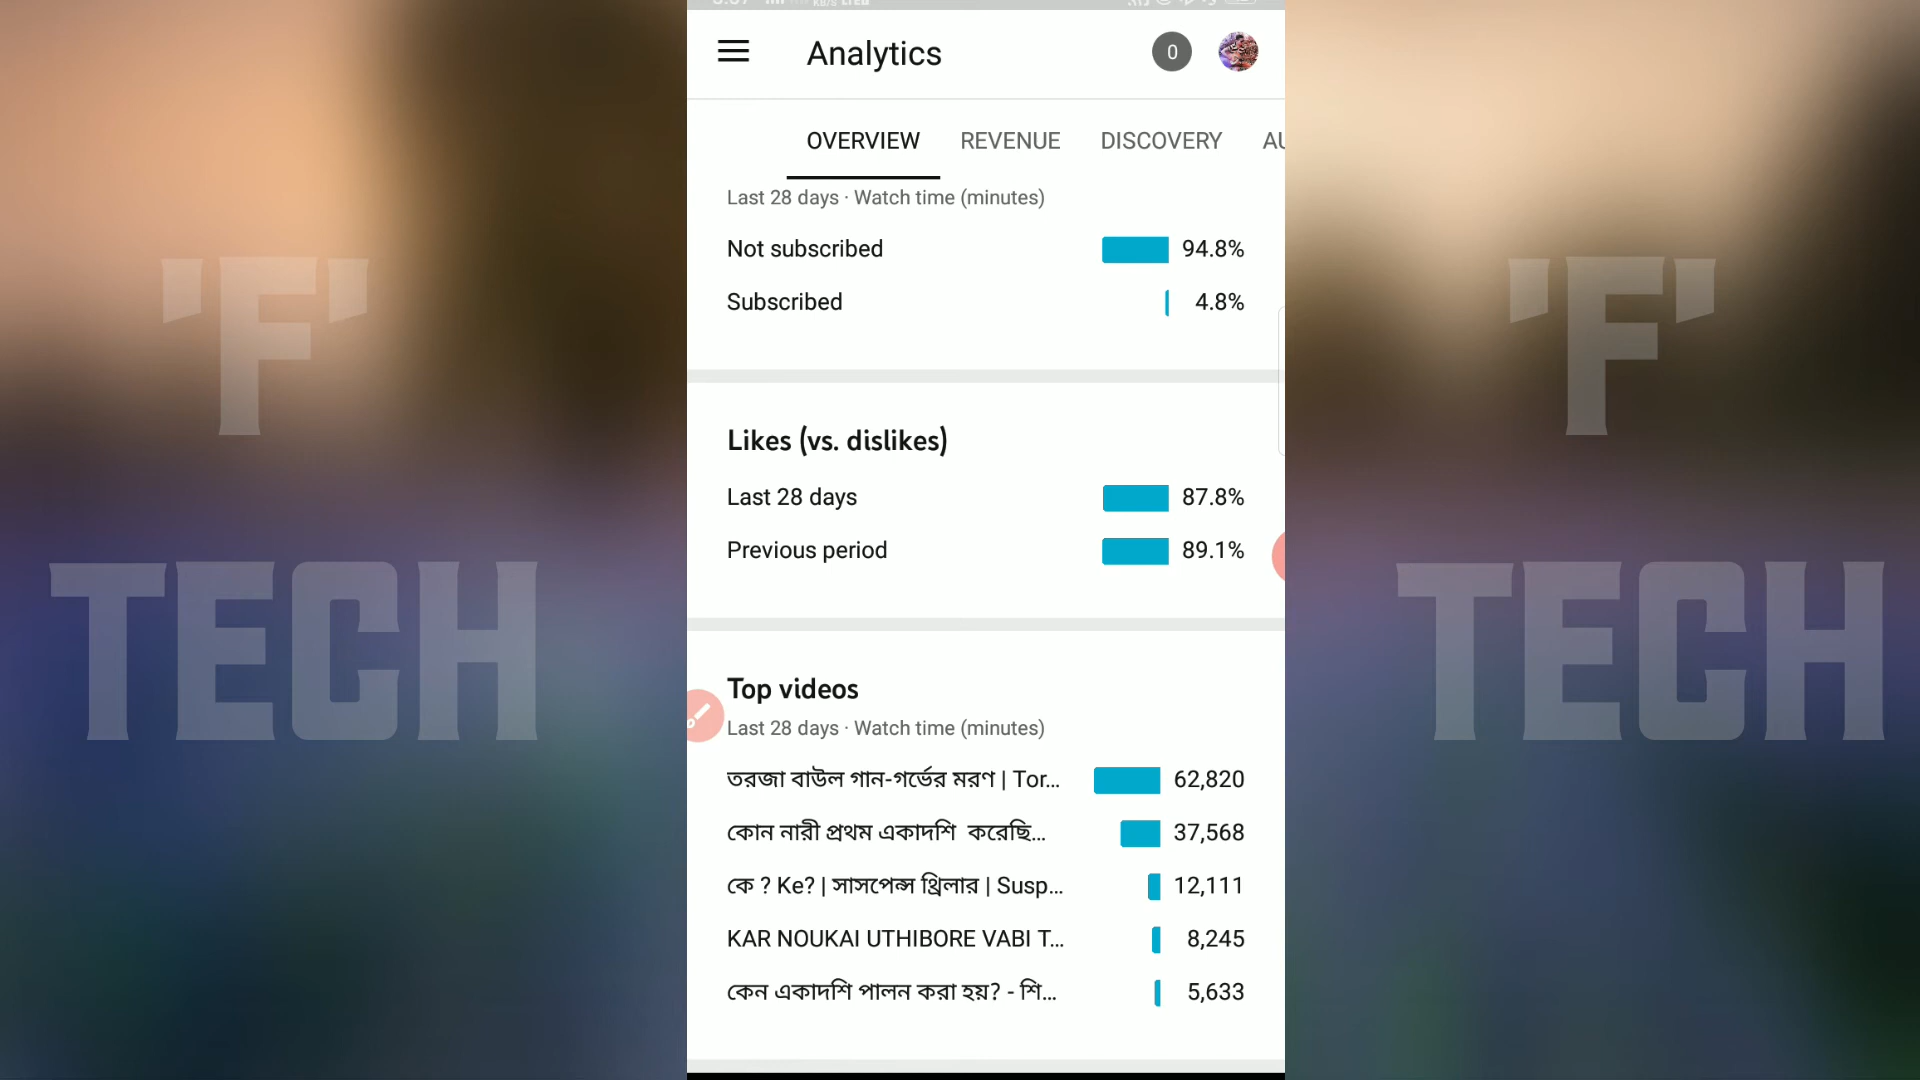 Analytics
0
OVERVIEW REVENUE DISCOVERY AU
Last 28 days · Watch time (minutes)
Not subscribed 94.8%
Subscribed 4.8%
Likes (vs. dislikes)
Last 28 days 87.8%
Previous period 89.1%
Top videos
Last 28 days · Watch time (minutes)
তরজা বাউল গান-গর্ভের মরণ | Tor... 62,820
কোন নারী প্রথম একাদশি করেছি... 37,568
কে ? Ke? | সাসপেন্স থ্রিলার | Susp... 12,111
KAR NOUKAI UTHIBORE VABI T... 8,245
কেন একাদশি পালন করা হয়? - শি... 5,633
'F'
TECH
'F'
TECH